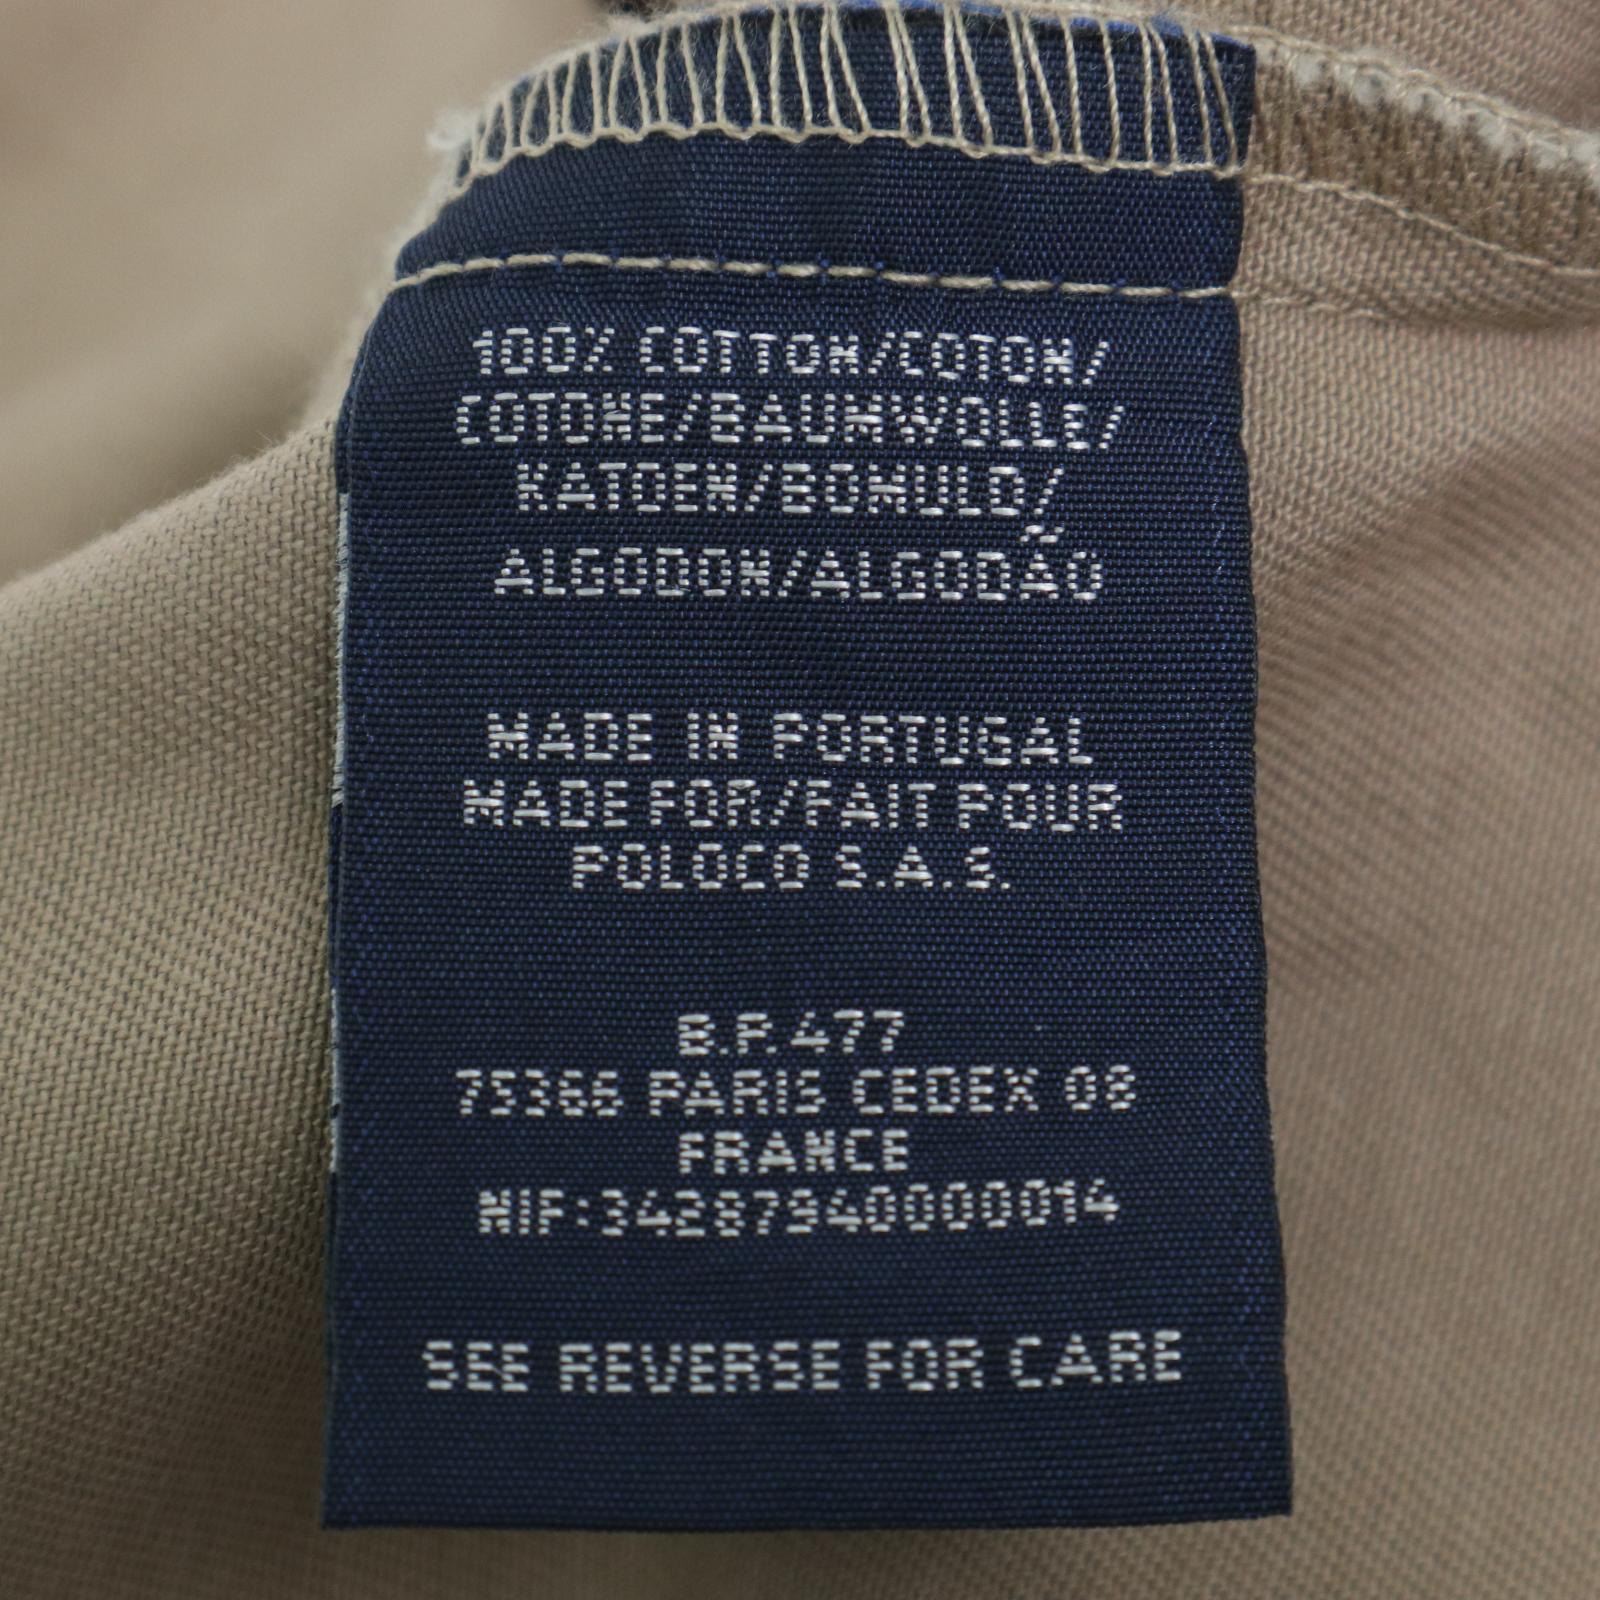 100% COTTON/COTON/
COTONE/BAUMWOLLE/
KATOEN/BOMULD/
ALGODON/ALGODÃO
MADE IN PORTUGAL
MADE FOR/FAIT POUR
POLOCO S.A.S.
B.P.477
75366 PARIS CEDEX 08
FRANCE
NIF:34287940000014
SEE REVERSE FOR CARE